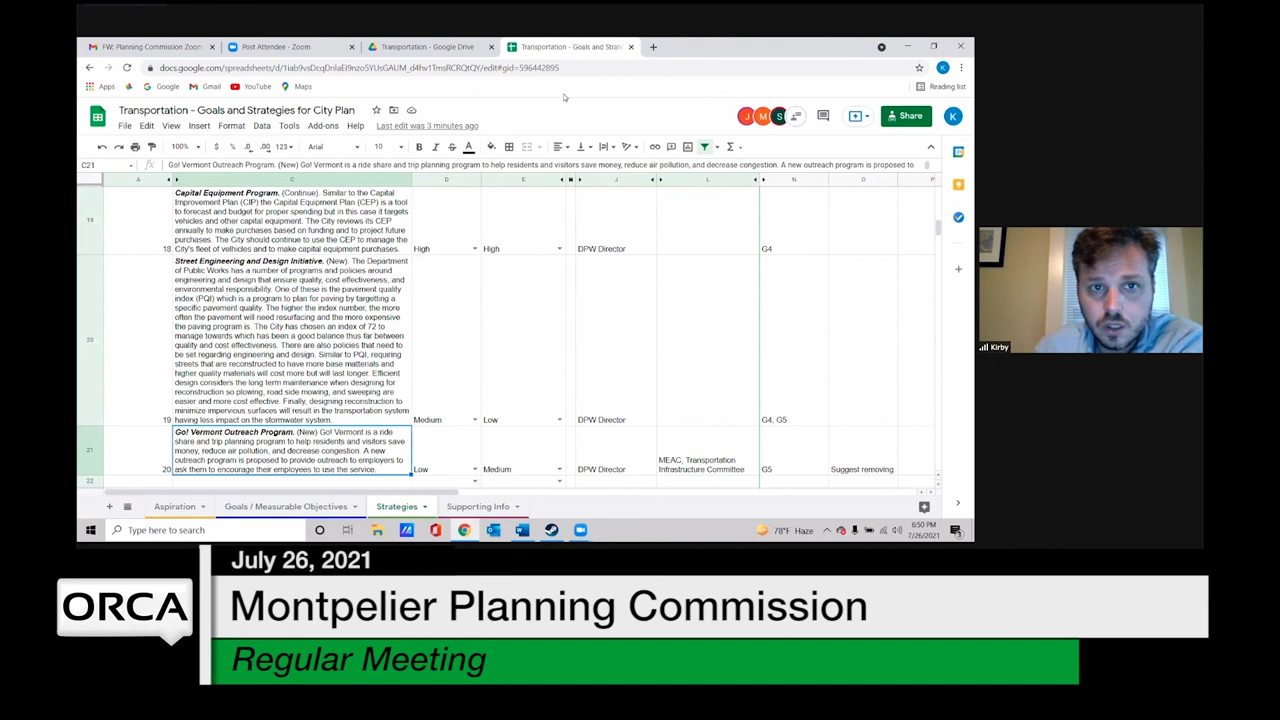 FW: Planning Commission Zoom
Post Attendee - Zoom
Transportation - Google Drive
Transportation - Goals and Strate
docs.google.com/spreadsheets/d/
/edit#gid=596442895
K
Apps
Google
Gmail
YouTube
Maps
Reading list
Transportation - Goals and Strategies for City Plan
File Edit View Insert Format Data Tools Add-ons Help Last edit was 3 minutes ago
J M S
Share
K
100% $ % .0 .00 123 Arial 10 B I S A
C21
fx
Go! Vermont Outreach Program. (New) Go! Vermont is a ride share and trip planning program to help residents and visitors save money, reduce air pollution, and decrease congestion. A new outreach program is proposed to
A C D E J L N O P
19
Capital Equipment Program. (Continue). Similar to the Capital
Improvement Plan (CIP) the Capital Equipment Plan (CEP) is a tool
to forecast and budget for proper spending but in this case it targets
vehicles and other capital equipment. The City reviews its CEP
annually to make purchases based on funding and to project future
purchases. The City should continue to use the CEP to manage the
18 City's fleet of velhicles and to make capital equipment purchases. High High DPW Director G4
20
Street Engineering and Design Initiative. (New). The Department
of Public Works has a number of programs and policies around
engineering and design that ensure quality, cost effectiveness, and
environmental responsibility. One of these is the pavement quality
index (PQI) which is a program to plan for paving by targetting a
specific pavement quality. The higher the index number, the more
often the pavement will need resurfacing and the more expensive
the paving program is. The City has chosen an index of 72 to
manage towards which has been a good balance thus far between
quality and cost effectiveness. There are also policies that need to
be set regarding engineering and design. Similar to PQI, requiring
streets that are reconstructed to have more base matterials and
higher quality materials will cost more but will last longer. Efficient
design considers the long term maintenance when designing for
reconstruction so plowing, road side mowing, and sweeping are
easier and more cost effective. Finally, designing reconstruction to
minimize impervious surfaces will result in the transportation system
19 having less impact on the stormwater system. Medium Low DPW Director G4, G5
21
Go! Vermont Outreach Program. (New) Go! Vermont is a ride
share and trip planning program to help residents and visitors save
money, reduce air pollution, and decrease congestion. A new
outreach program is proposed to provide outreach to employers to
20 ask them to encourage their employees to use the service. Low Medium DPW Director
MEAC, Transportation
Infrastructure Committee
G5 Suggest removing.
22
Aspiration
Goals / Measurable Objectives
Strategies
Supporting Info
Type here to search
78°F Haze
6:50 PM
7/26/2021
Kirby
July 26, 2021
ORCA
Montpelier Planning Commission
Regular Meeting